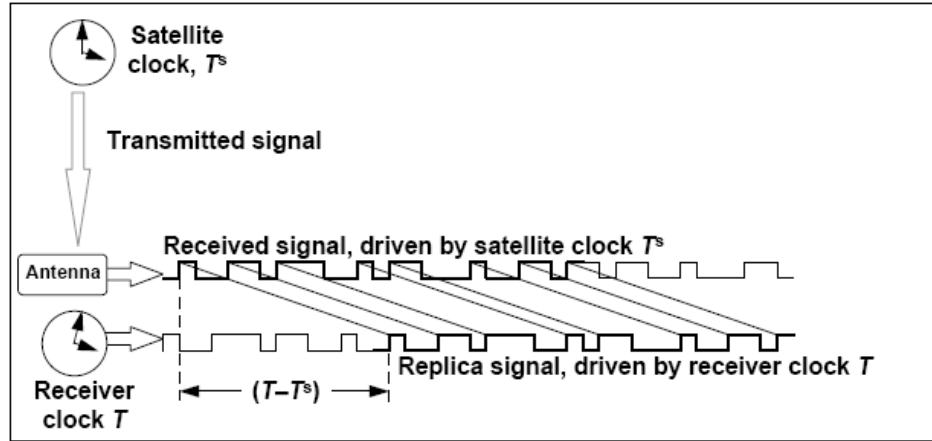 Satellite
clock, Tˢ
Transmitted signal
Received signal, driven by satellite clock Tˢ
Antenna
Replica signal, driven by receiver clock T
(T–Tˢ)
Receiver
clock T